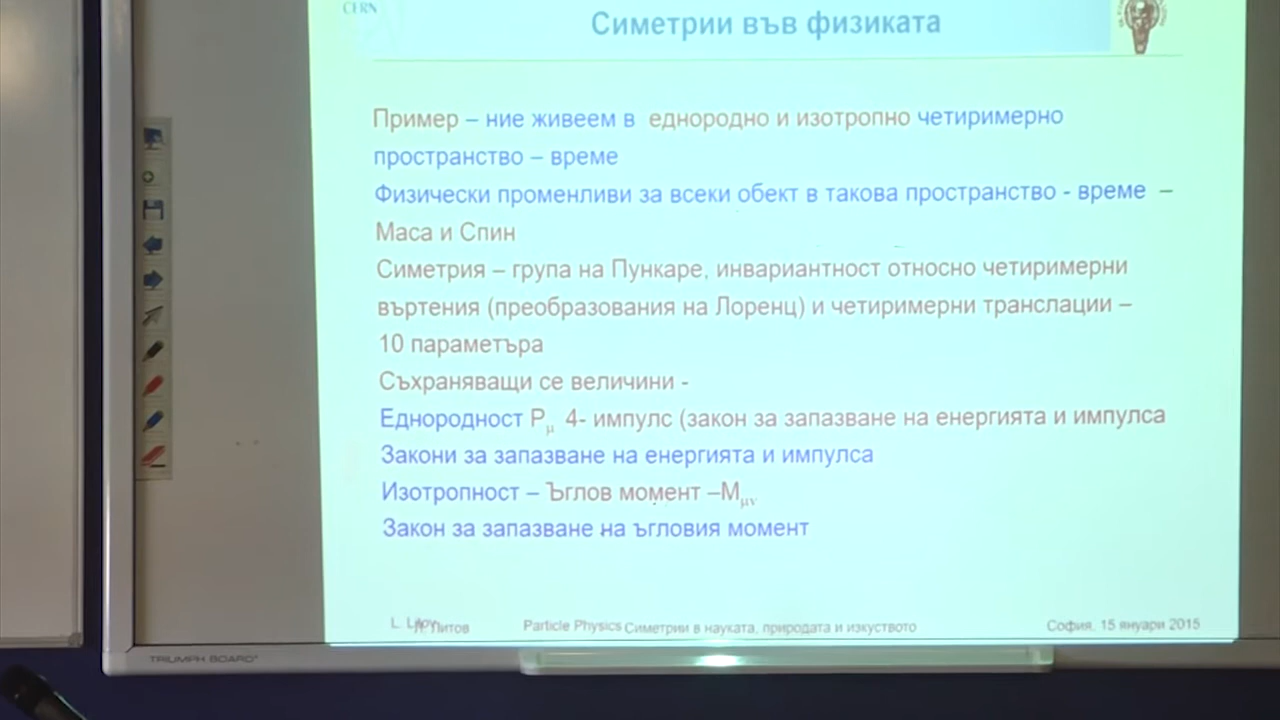 CERN
Симетрии във физиката
Пример – ние живеем в еднородно и изотропно четиримерно
пространство – време
Физически променливи за всеки обект в такова пространство - време –
Маса и Спин
Симетрия – група на Пункаре, инвариантност относно четиримерни
въртения (преобразования на Лоренц) и четиримерни транслации –
10 параметъра
Съхраняващи се величини -
Еднородност Pμ 4- импулс (закон за запазване на енергията и импулса
Закони за запазване на енергията и импулса
Изотропност – Ъглов момент –Mμν
Закон за запазване на ъгловия момент
L. Litov Л. Литов Particle Physics Симетрии в науката, природата и изкуството София, 15 януари 2015
TRIUMPH BOARD